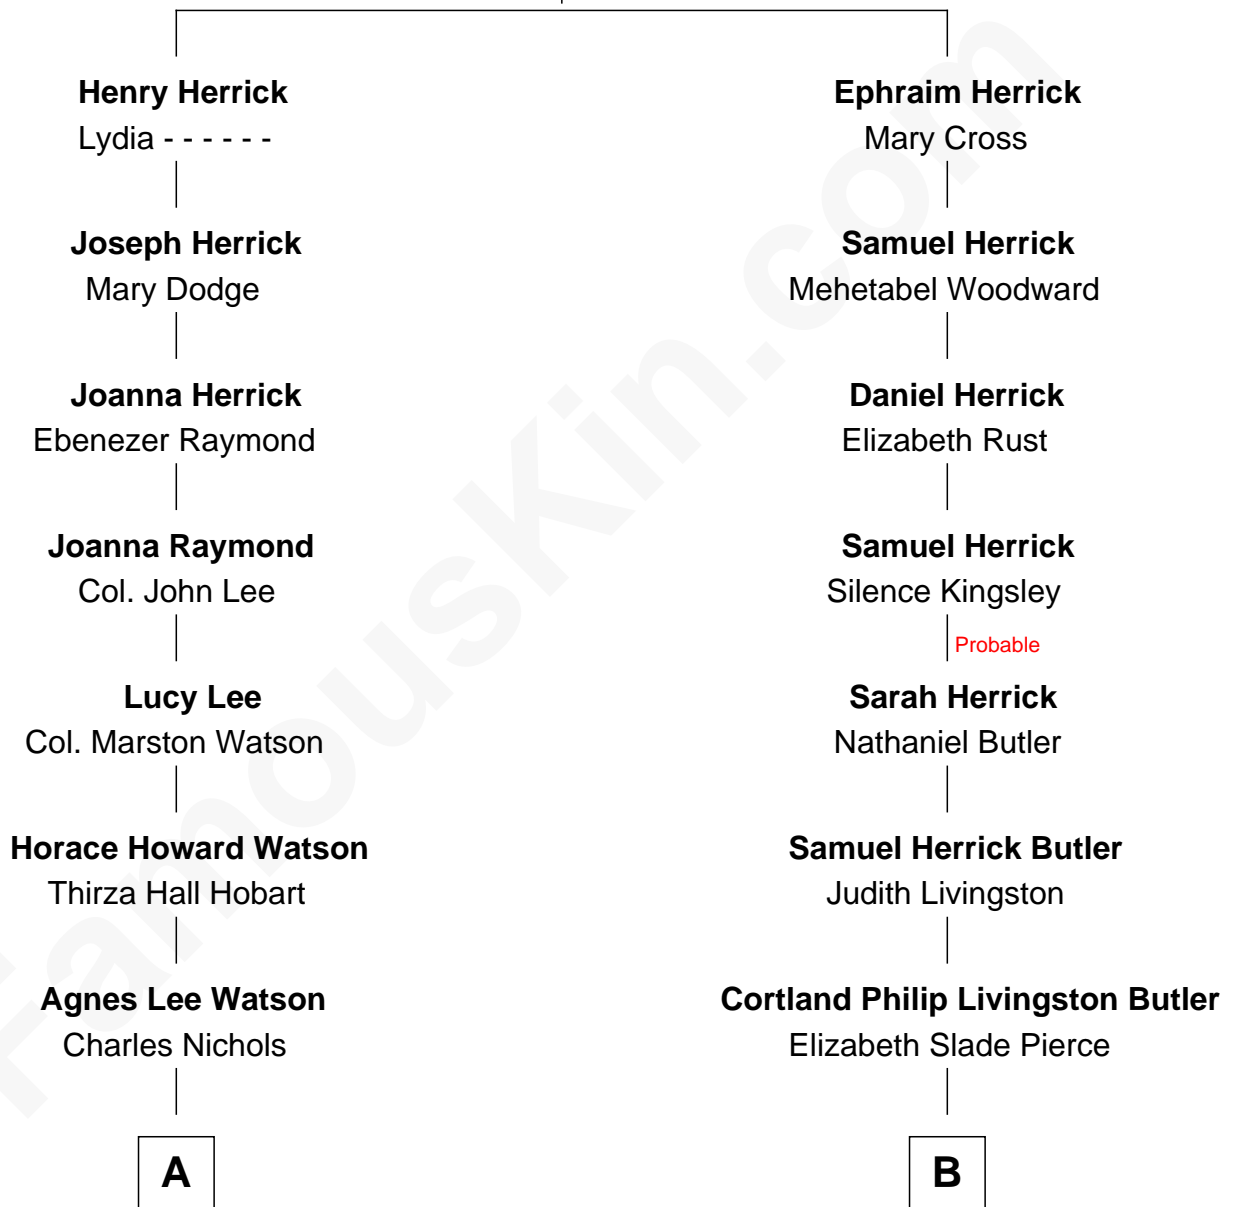 Henry Herrick
Lydia - - - - - -
Ephraim Herrick
Mary Cross
Joseph Herrick
Mary Dodge
Samuel Herrick
Mehetabel Woodward
Joanna Herrick
Ebenezer Raymond
Daniel Herrick
Elizabeth Rust
Joanna Raymond
Col. John Lee
Samuel Herrick
Silence Kingsley
Probable
Lucy Lee
Col. Marston Watson
Sarah Herrick
Nathaniel Butler
Horace Howard Watson
Thirza Hall Hobart
Samuel Herrick Butler
Judith Livingston
Agnes Lee Watson
Charles Nichols
Cortland Philip Livingston Butler
Elizabeth Slade Pierce
A
B
FamousKin.com